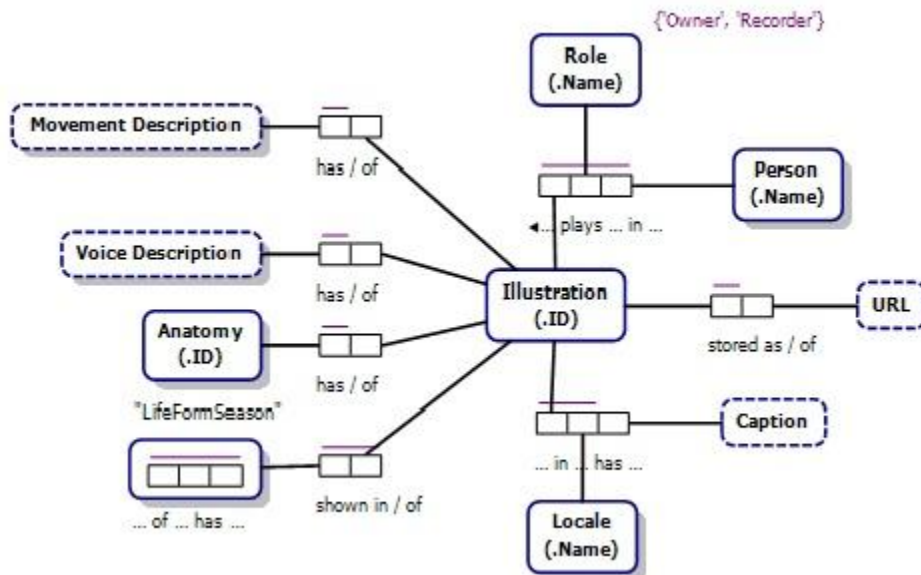 {'Owner', 'Recorder'}
Role
(.Name)
Movement Description
has / of
Person
(.Name)
◄... plays ... in ...
Voice Description
has / of
Illustration
(.ID)
URL
stored as / of
Anatomy
(.ID)
has / of
"LifeFormSeason"
Caption
... in ... has ...
shown in / of
... of ... has ...
Locale
(.Name)